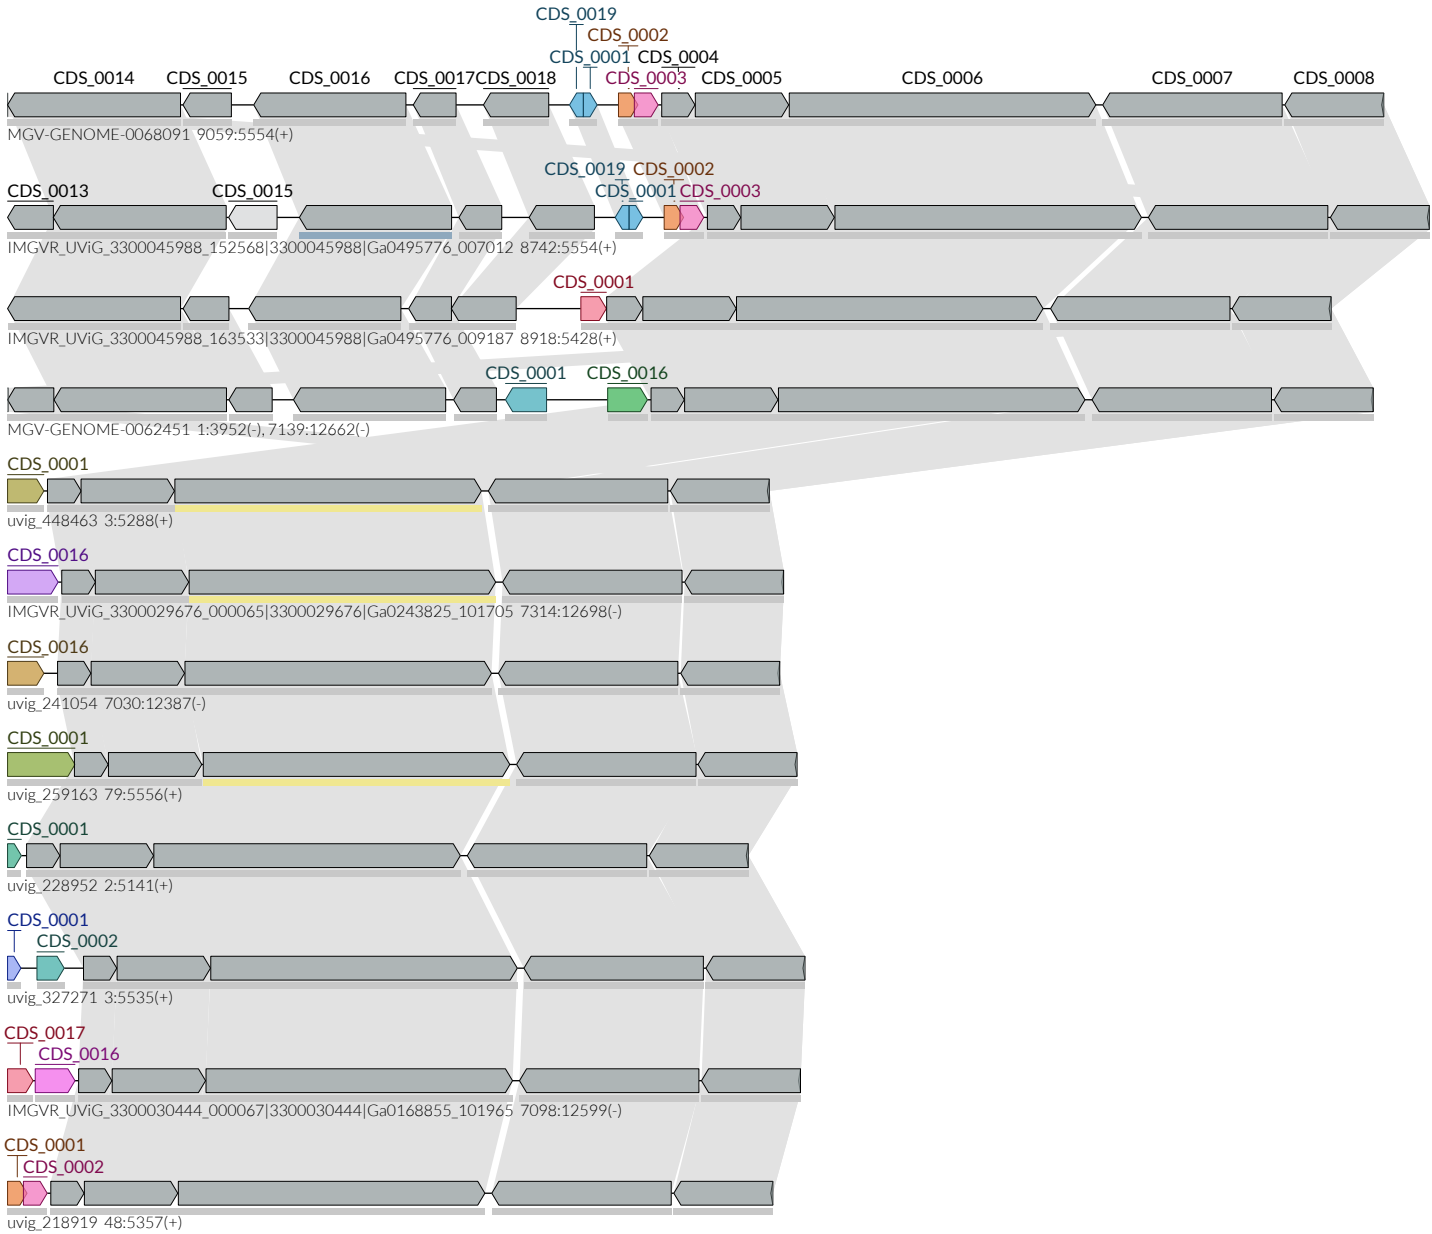 CDS_0019
CDS_0002
CDS_0001 CDS_0004
CDS_0014 CDS_0015 CDS_0016 CDS_0017 CDS_0018 CDS_0003 CDS_0005 CDS_0006 CDS_0007 CDS_0008
MGV-GENOME-0068091 9059:5554(+)
CDS_0019 CDS_0002
CDS_0013 CDS_0015 CDS_0001 CDS_0003
IMGVR_UViG_3300045988_152568|3300045988|Ga0495776_007012 8742:5554(+)
CDS_0001
IMGVR_UViG_3300045988_163533|3300045988|Ga0495776_009187 8918:5428(+)
CDS_0001 CDS_0016
MGV-GENOME-0062451 1:3952(-), 7139:12662(-)
CDS_0001
uvig_448463 3:5288(+)
CDS_0016
IMGVR_UViG_3300029676_000065|3300029676|Ga0243825_101705 7314:12698(-)
CDS_0016
uvig_241054 7030:12387(-)
CDS_0001
uvig_259163 79:5556(+)
CDS_0001
uvig_228952 2:5141(+)
CDS_0001
CDS_0002
uvig_327271 3:5535(+)
CDS_0017
CDS_0016
IMGVR_UViG_3300030444_000067|3300030444|Ga0168855_101965 7098:12599(-)
CDS_0001
CDS_0002
uvig_218919 48:5357(+)